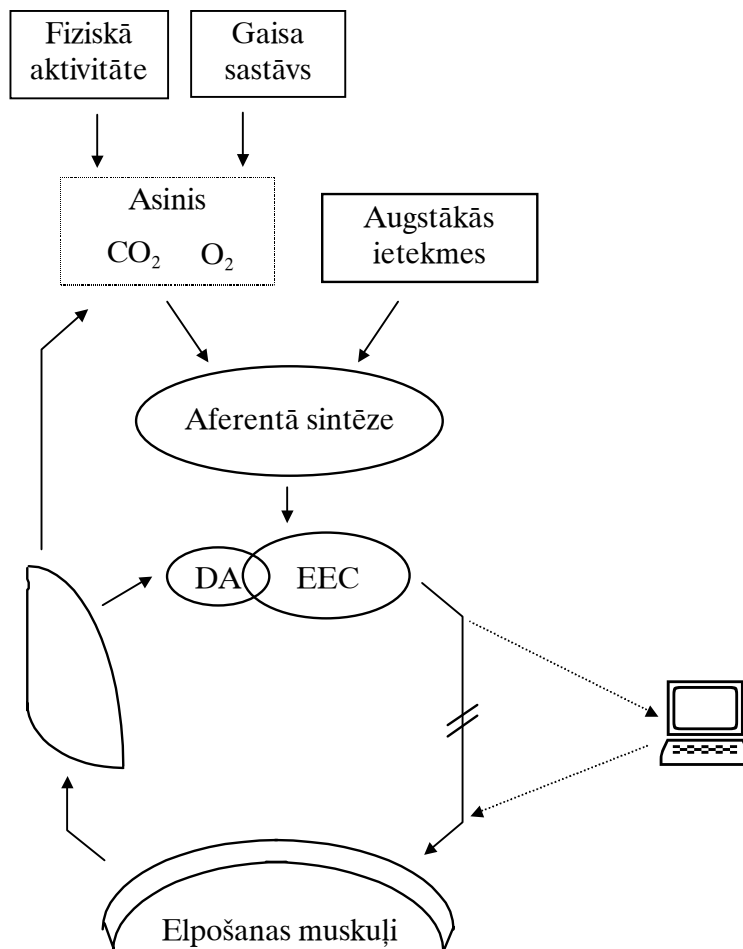 Fiziskā
aktivitāte
Gaisa
sastāvs
Asinis
CO₂ O₂
Augstākās
ietekmes
Aferentā sintēze
DA EEC
Elpošanas muskuļi